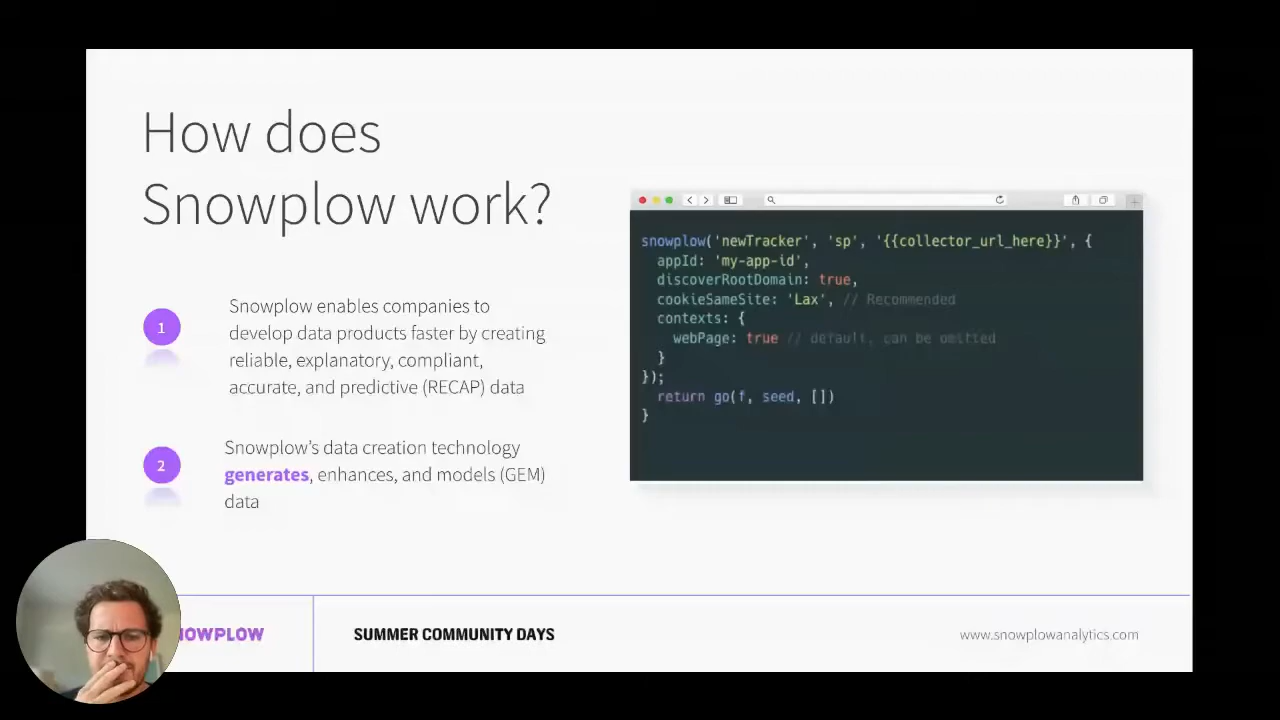 How does
Snowplow work?
1
Snowplow enables companies to
develop data products faster by creating
reliable, explanatory, compliant,
accurate, and predictive (RECAP) data
2
Snowplow's data creation technology
generates, enhances, and models (GEM)
data
snowplow('newTracker', 'sp', '{{collector_url_here}}', {
appId: 'my-app-id',
discoverRootDomain: true,
cookieSameSite: 'Lax', // Recommended
contexts: {
webPage: true // default, can be omitted
}
});
return go(f, seed, [])
}
NOWPLOW
SUMMER COMMUNITY DAYS
www.snowplowanalytics.com